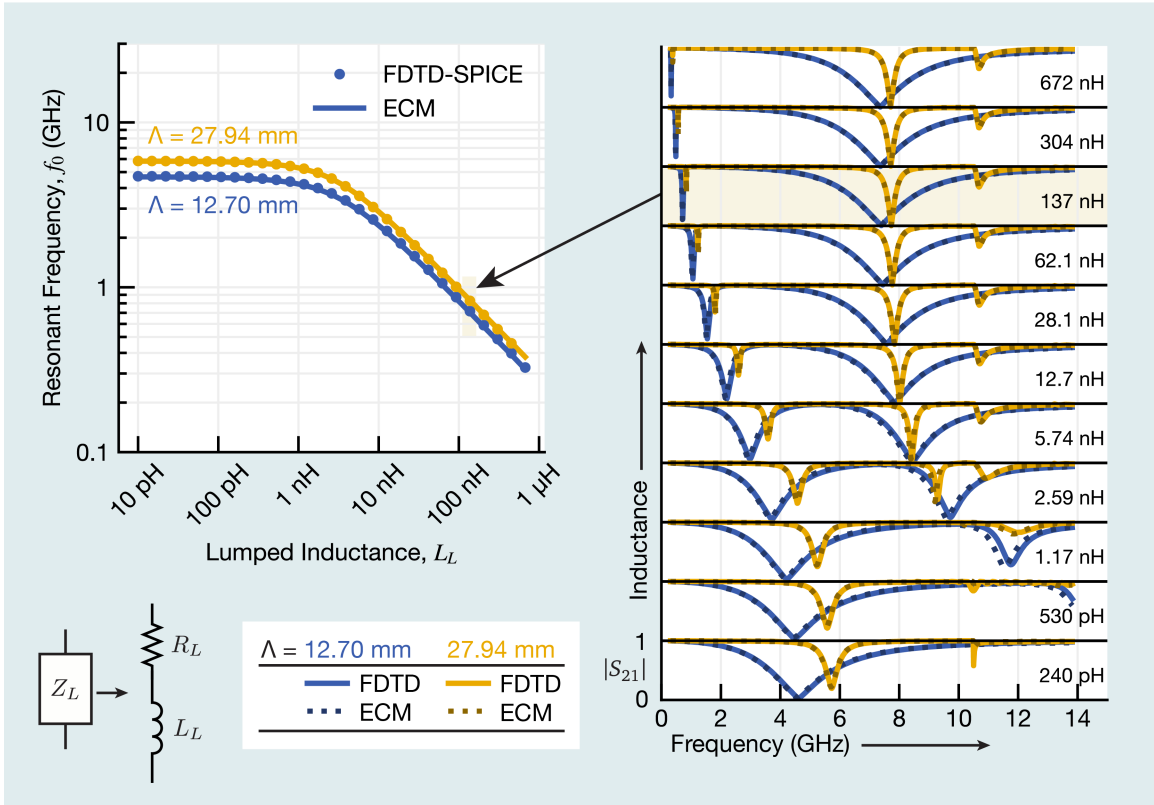 FDTD-SPICE
ECM
Λ = 27.94 mm
Λ = 12.70 mm
Resonant Frequency, f₀ (GHz)
10
1
0.1
10 pH
100 pH
1 nH
10 nH
100 nH
1 μH
Lumped Inductance, L_L
672 nH
304 nH
137 nH
62.1 nH
28.1 nH
12.7 nH
5.74 nH
2.59 nH
1.17 nH
530 pH
240 pH
Inductance
1
|S₂₁|
0
0 2 4 6 8 10 12 14
Frequency (GHz)
Z_L
R_L
L_L
Λ = 12.70 mm 27.94 mm
FDTD FDTD
ECM ECM